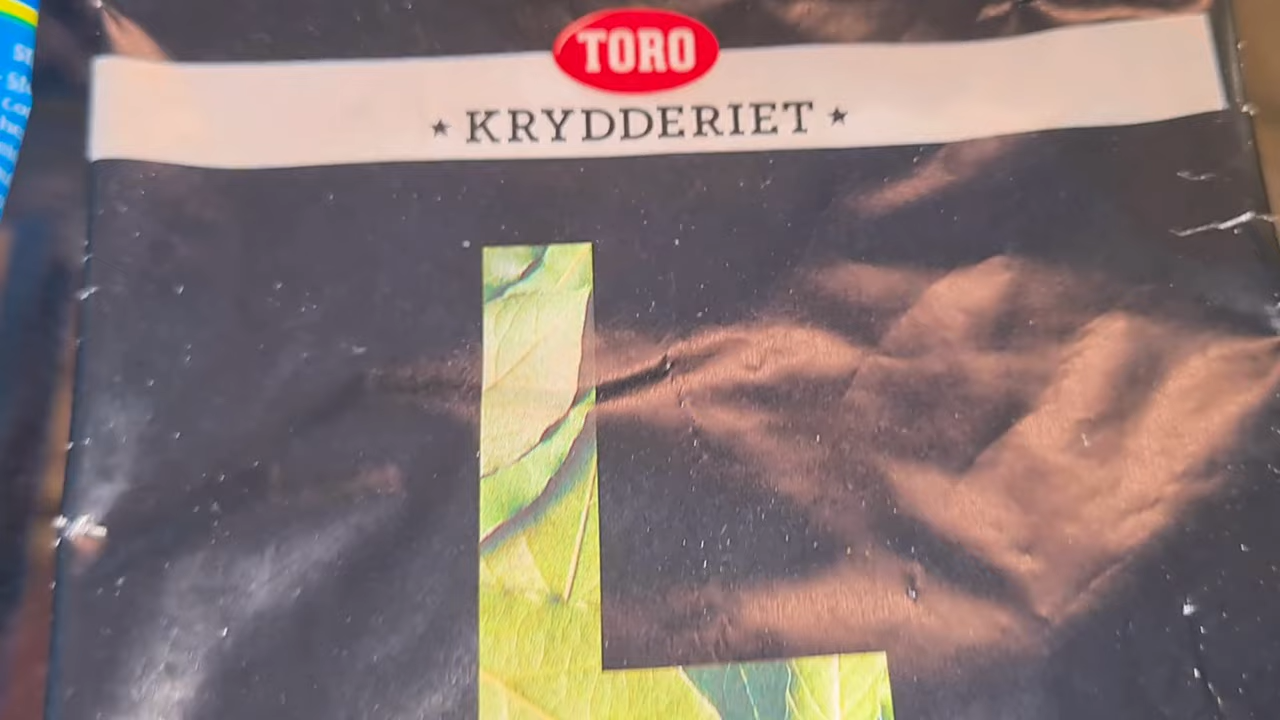 TORO
★ KRYDDERIET ★
L